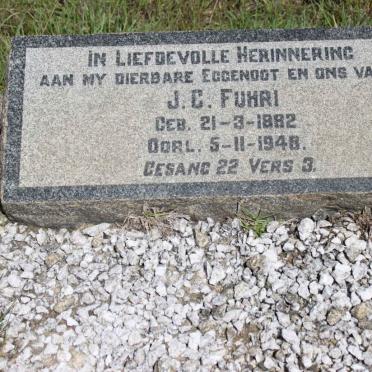 IN LIEFDEVOLLE HERINNERING
AAN MY DIERBARE EGGENOOT EN ONS VA
J. C. FUHRI
GEB. 21-3-1882
OORL. 5-11-1948.
GESANG 22 VERS 3.